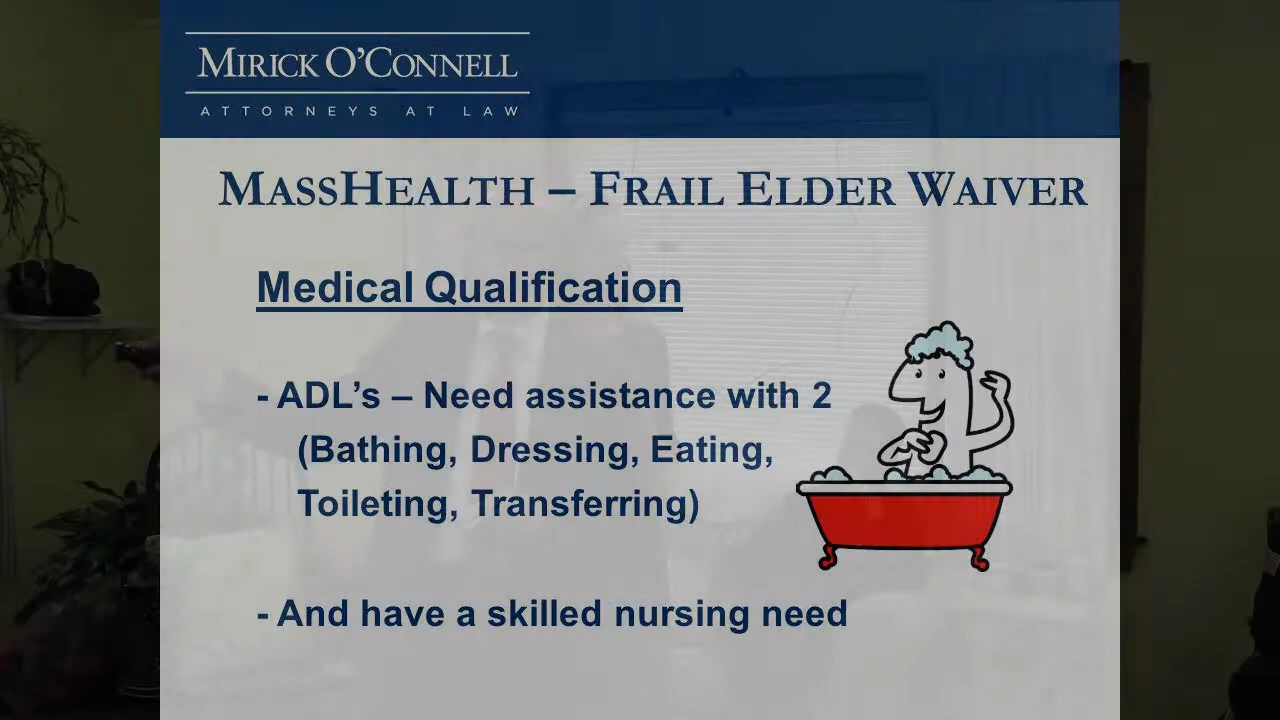 MIRICK O'CONNELL
ATTORNEYS AT LAW
MASSHEALTH – FRAIL ELDER WAIVER
Medical Qualification
- ADL's – Need assistance with 2
(Bathing, Dressing, Eating,
Toileting, Transferring)
- And have a skilled nursing need